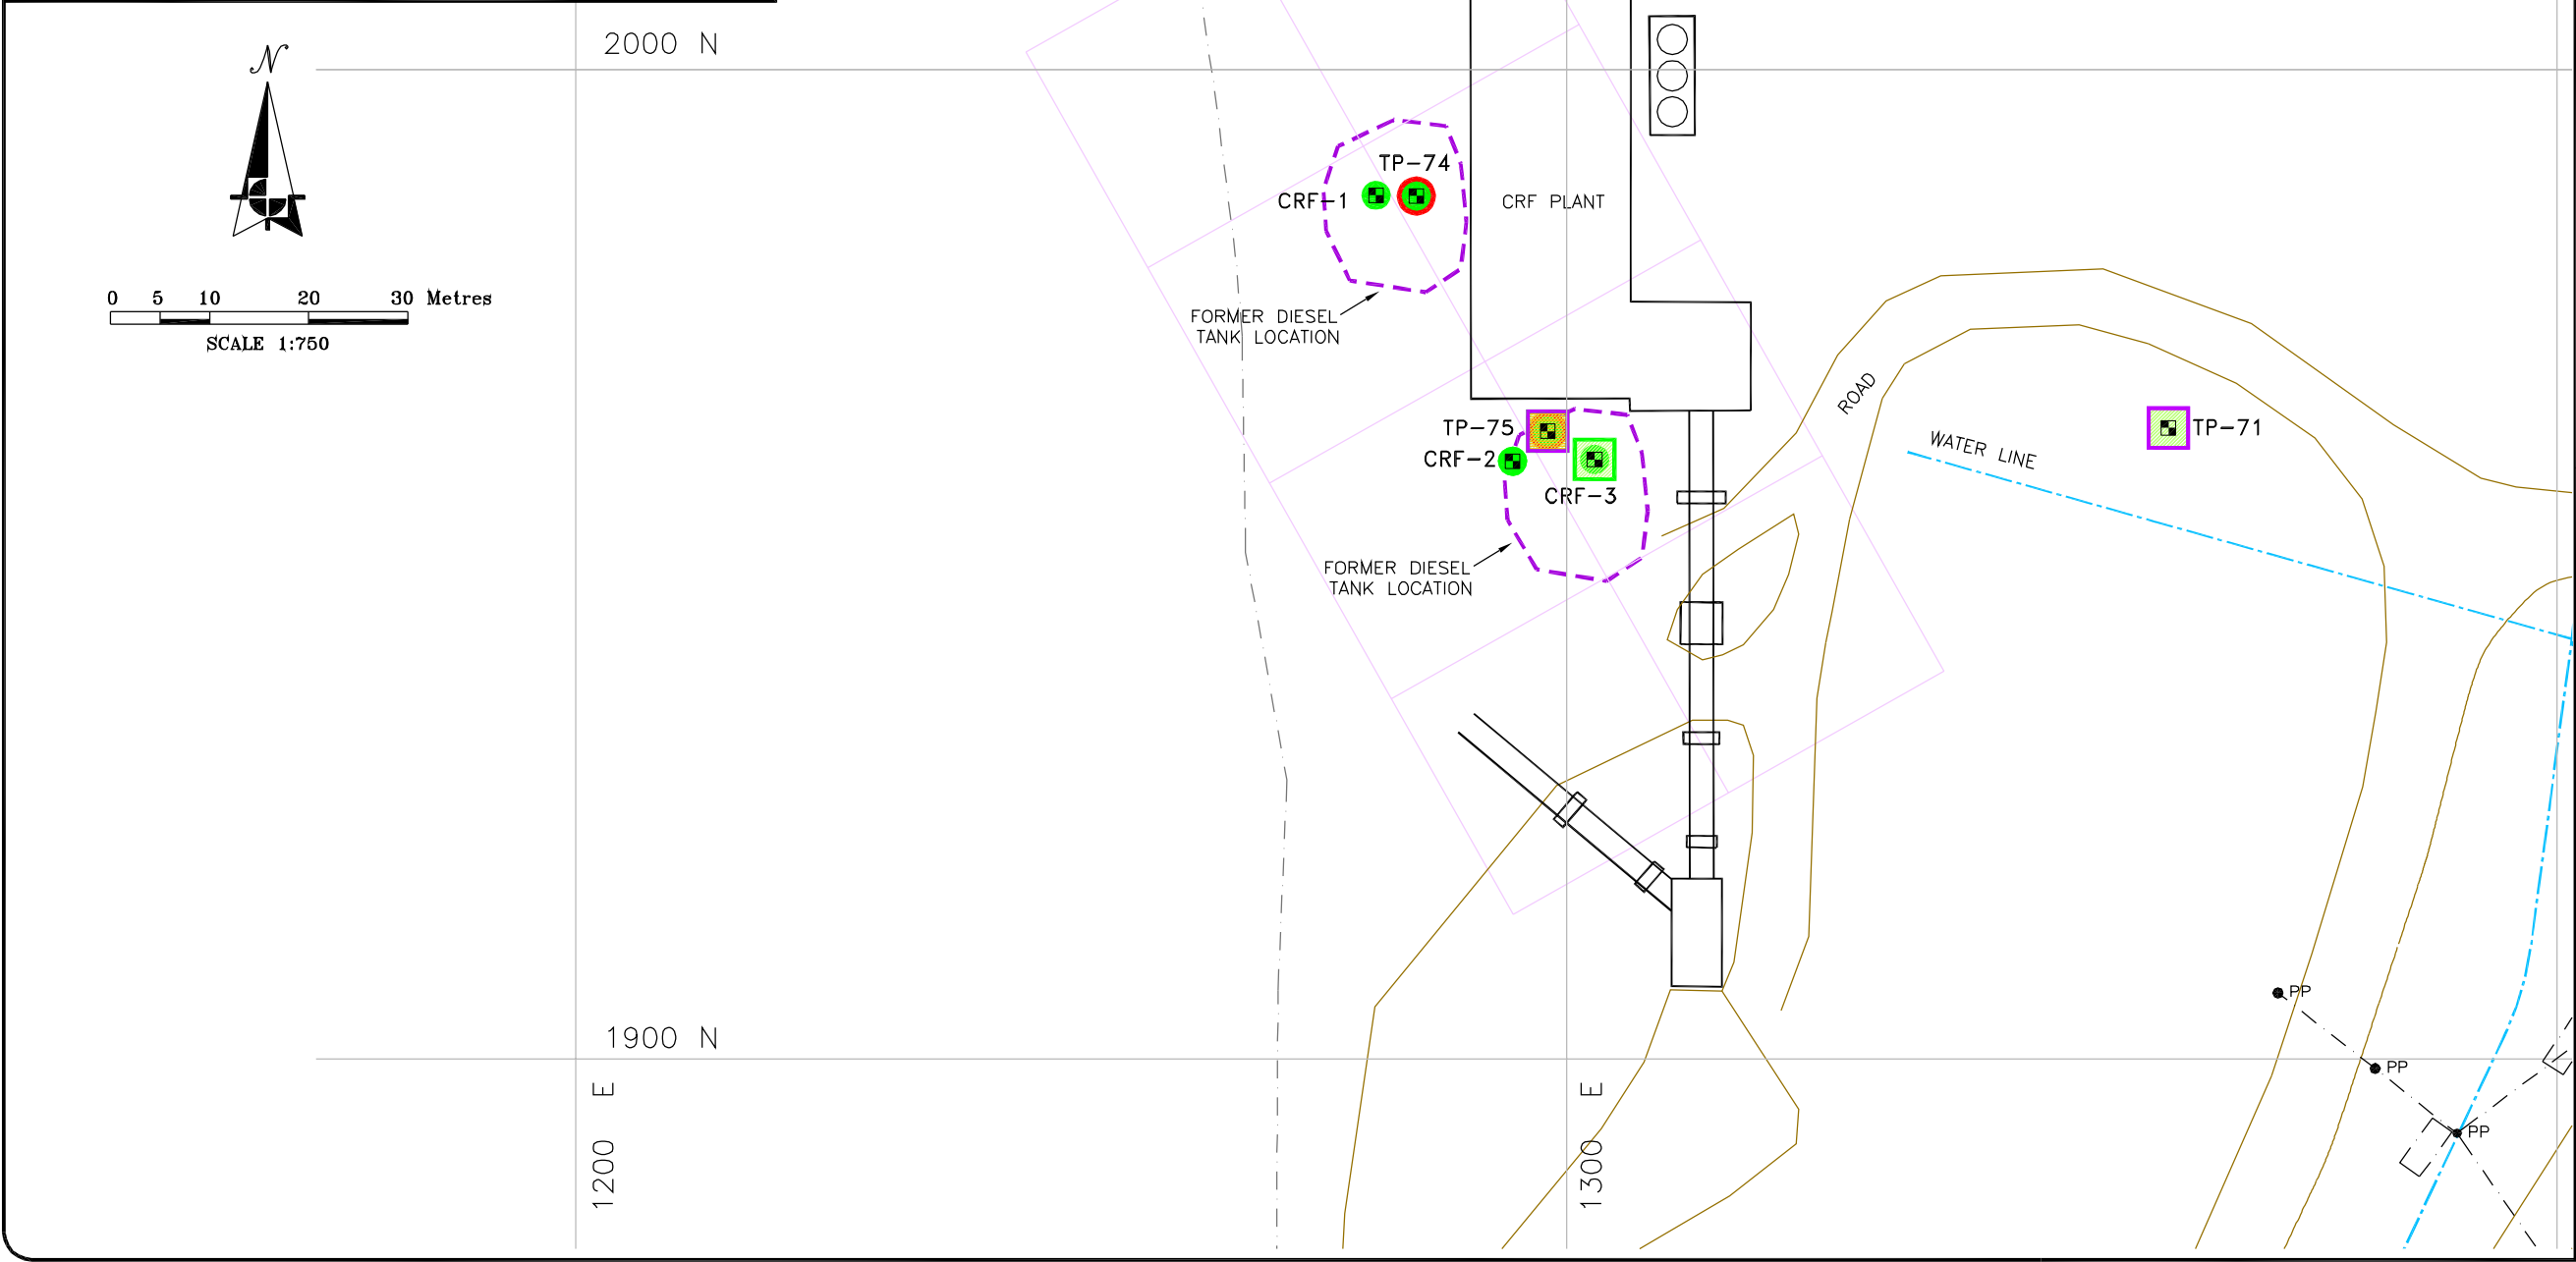 2000 N
N
TP-74
CRF-1
CRF PLANT
0 5 10 20 30 Metres
SCALE 1:750
FORMER DIESEL
TANK LOCATION
ROAD
TP-75
TP-71
WATER LINE
CRF-2
CRF-3
FORMER DIESEL
TANK LOCATION
PP
1900 N
PP
1200 E
1300 E
PP